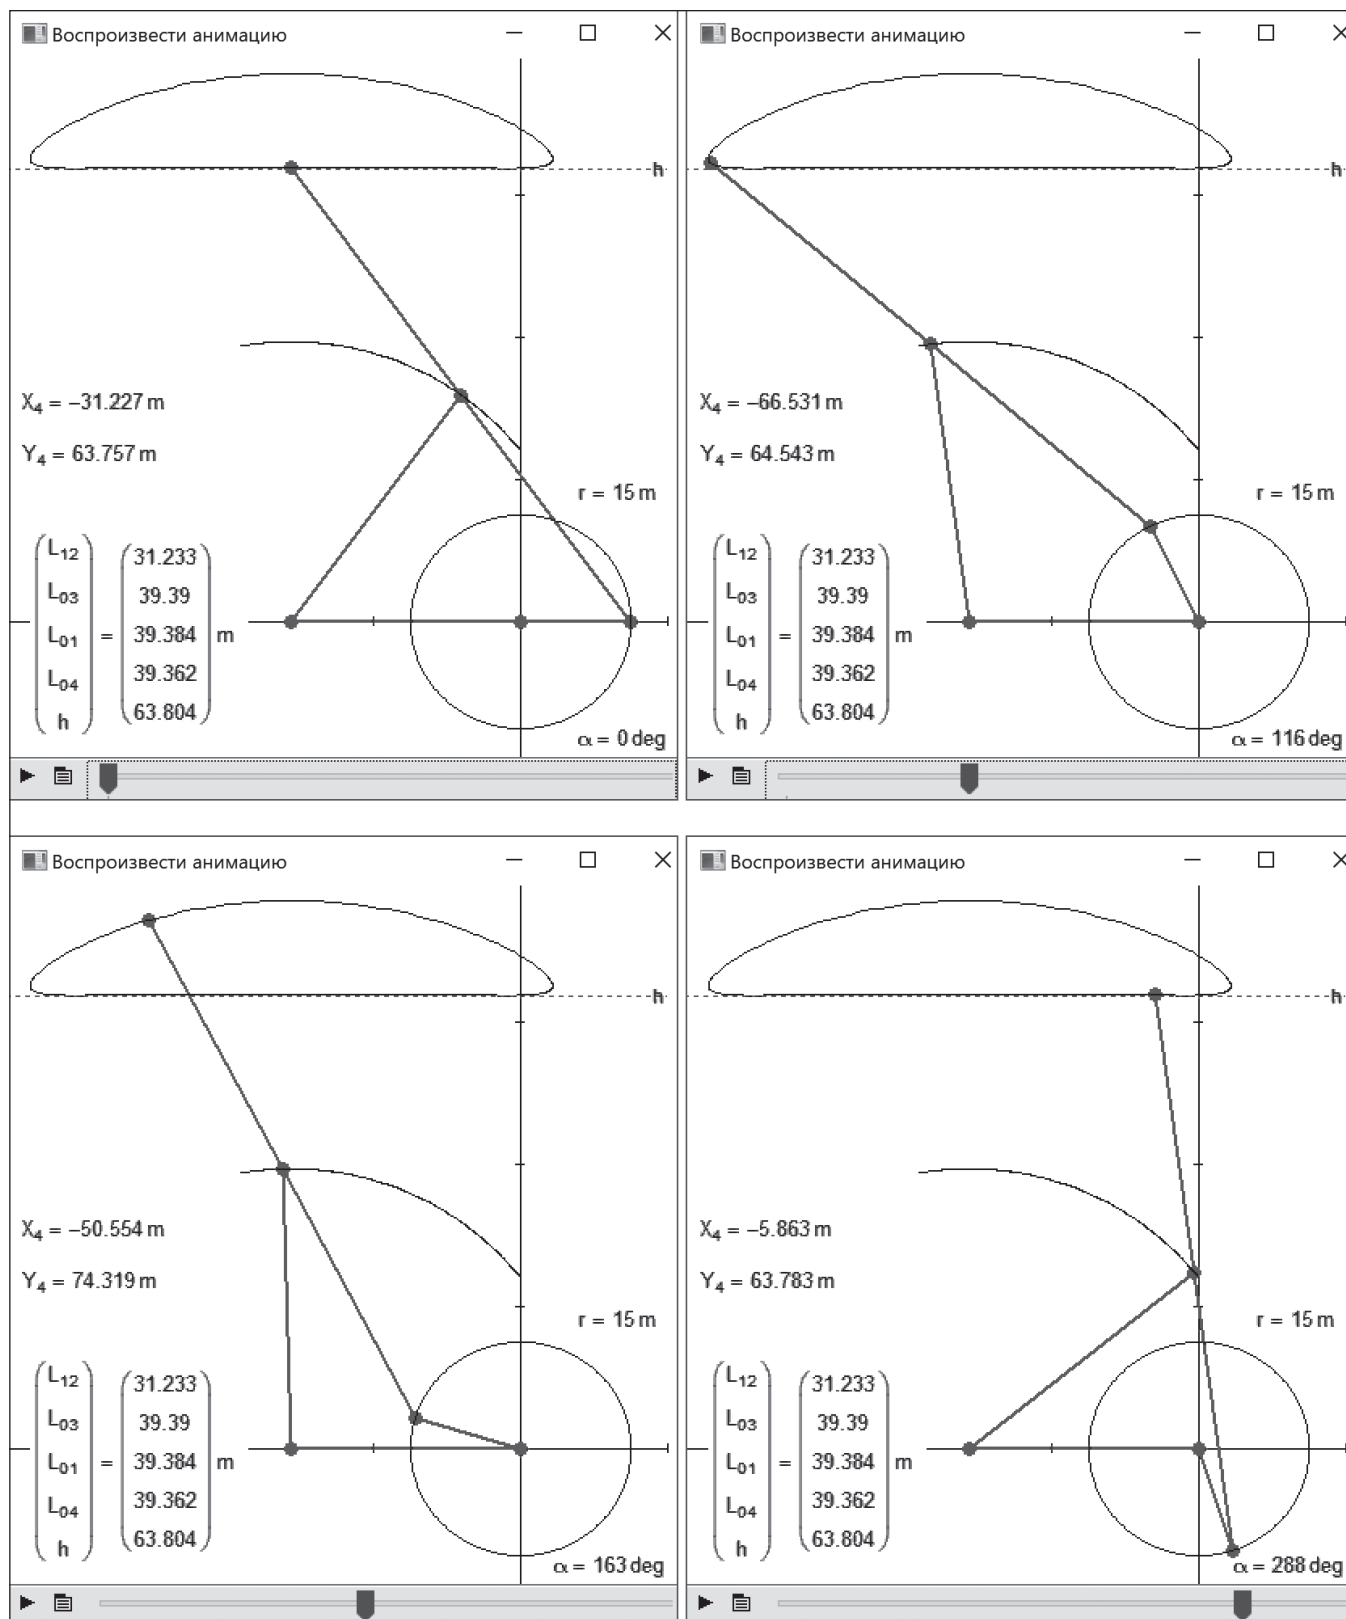 Воспроизвести анимацию
h
X4 = −31.227 m
Y4 = 63.757 m
r = 15 m
L12 31.233
L03 39.39
L01 = 39.384 m
L04 39.362
h 63.804
α = 0 deg
Воспроизвести анимацию
h
X4 = −66.531 m
Y4 = 64.543 m
r = 15 m
L12 31.233
L03 39.39
L01 = 39.384 m
L04 39.362
h 63.804
α = 116 deg
Воспроизвести анимацию
h
X4 = −50.554 m
Y4 = 74.319 m
r = 15 m
L12 31.233
L03 39.39
L01 = 39.384 m
L04 39.362
h 63.804
α = 163 deg
Воспроизвести анимацию
h
X4 = −5.863 m
Y4 = 63.783 m
r = 15 m
L12 31.233
L03 39.39
L01 = 39.384 m
L04 39.362
h 63.804
α = 288 deg